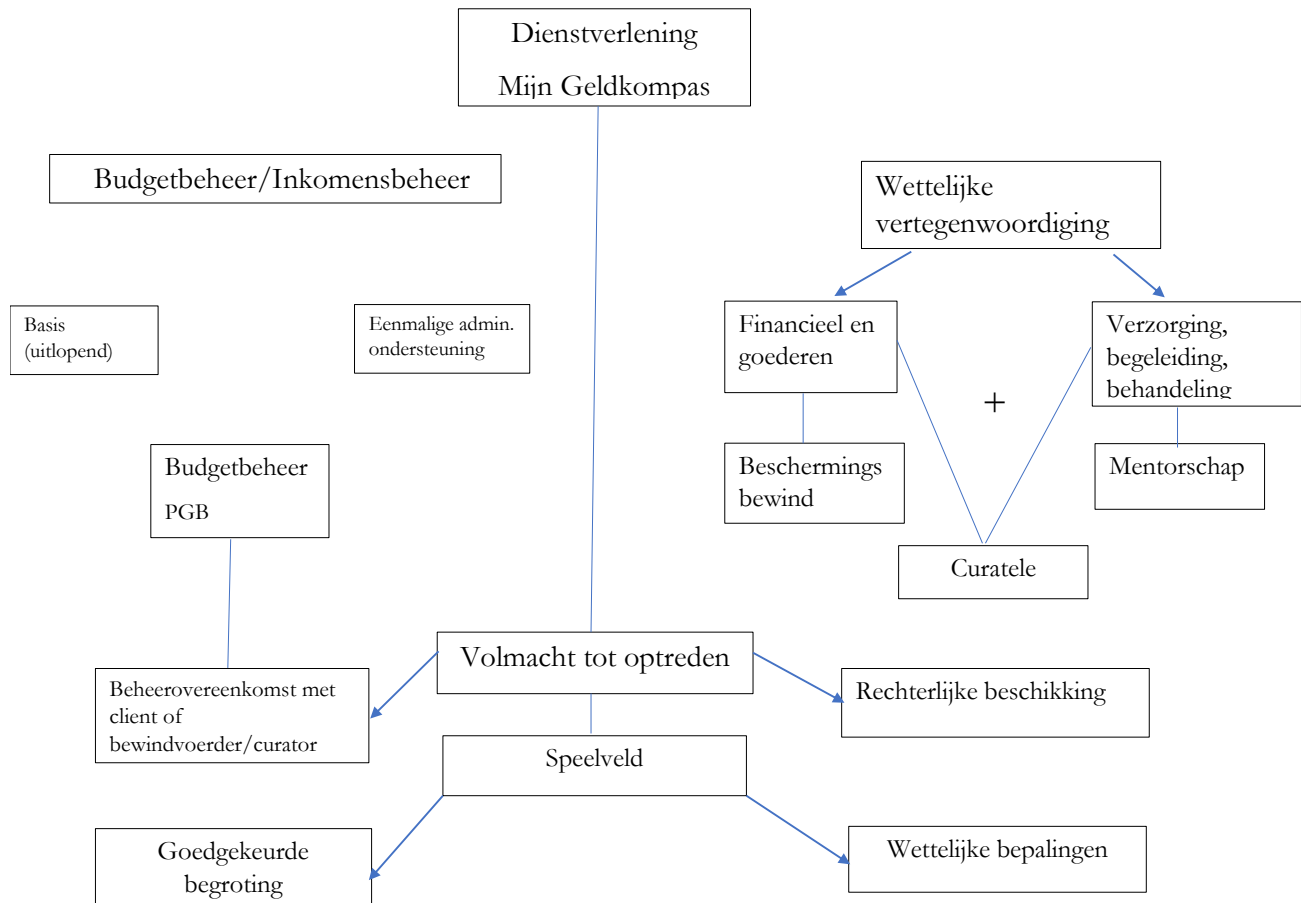 Dienstverlening
Mijn Geldkompas
Budgetbeheer/Inkomensbeheer
Wettelijke
vertegenwoordiging
Basis
(uitlopend)
Eenmalige admin.
ondersteuning
Financieel en
goederen
Verzorging,
begeleiding,
behandeling
+
Budgetbeheer
PGB
Beschermings
bewind
Mentorschap
Curatele
Volmacht tot optreden
Beheerovereenkomst met
client of
bewindvoerder/curator
Rechterlijke beschikking
Speelveld
Goedgekeurde
begroting
Wettelijke bepalingen